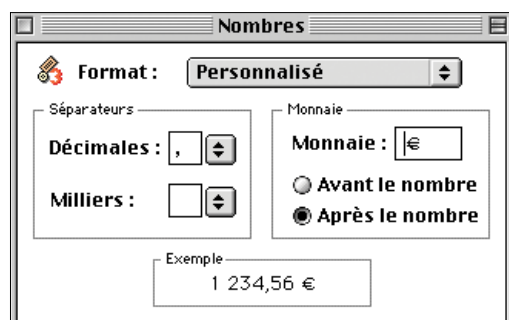 Nombres
Format : Personnalisé
Séparateurs
Décimales : ,
Milliers :
Monnaie
Monnaie : €
Avant le nombre
Après le nombre
Exemple
1 234,56 €